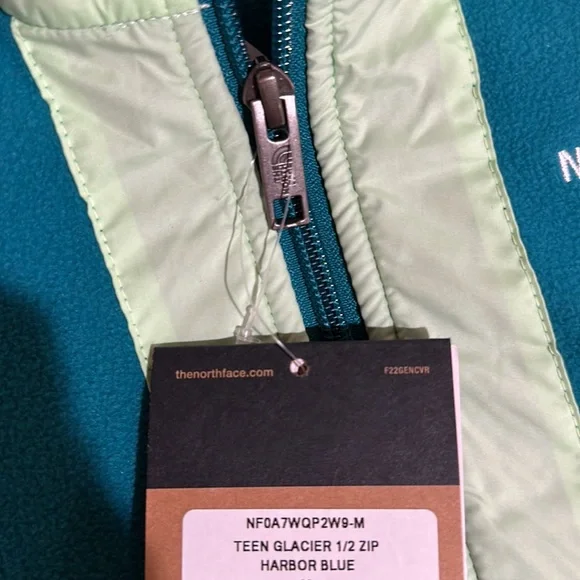 thenorthface.com
F22GENCVR
NF0A7WQP2W9-M
TEEN GLACIER 1/2 ZIP
HARBOR BLUE